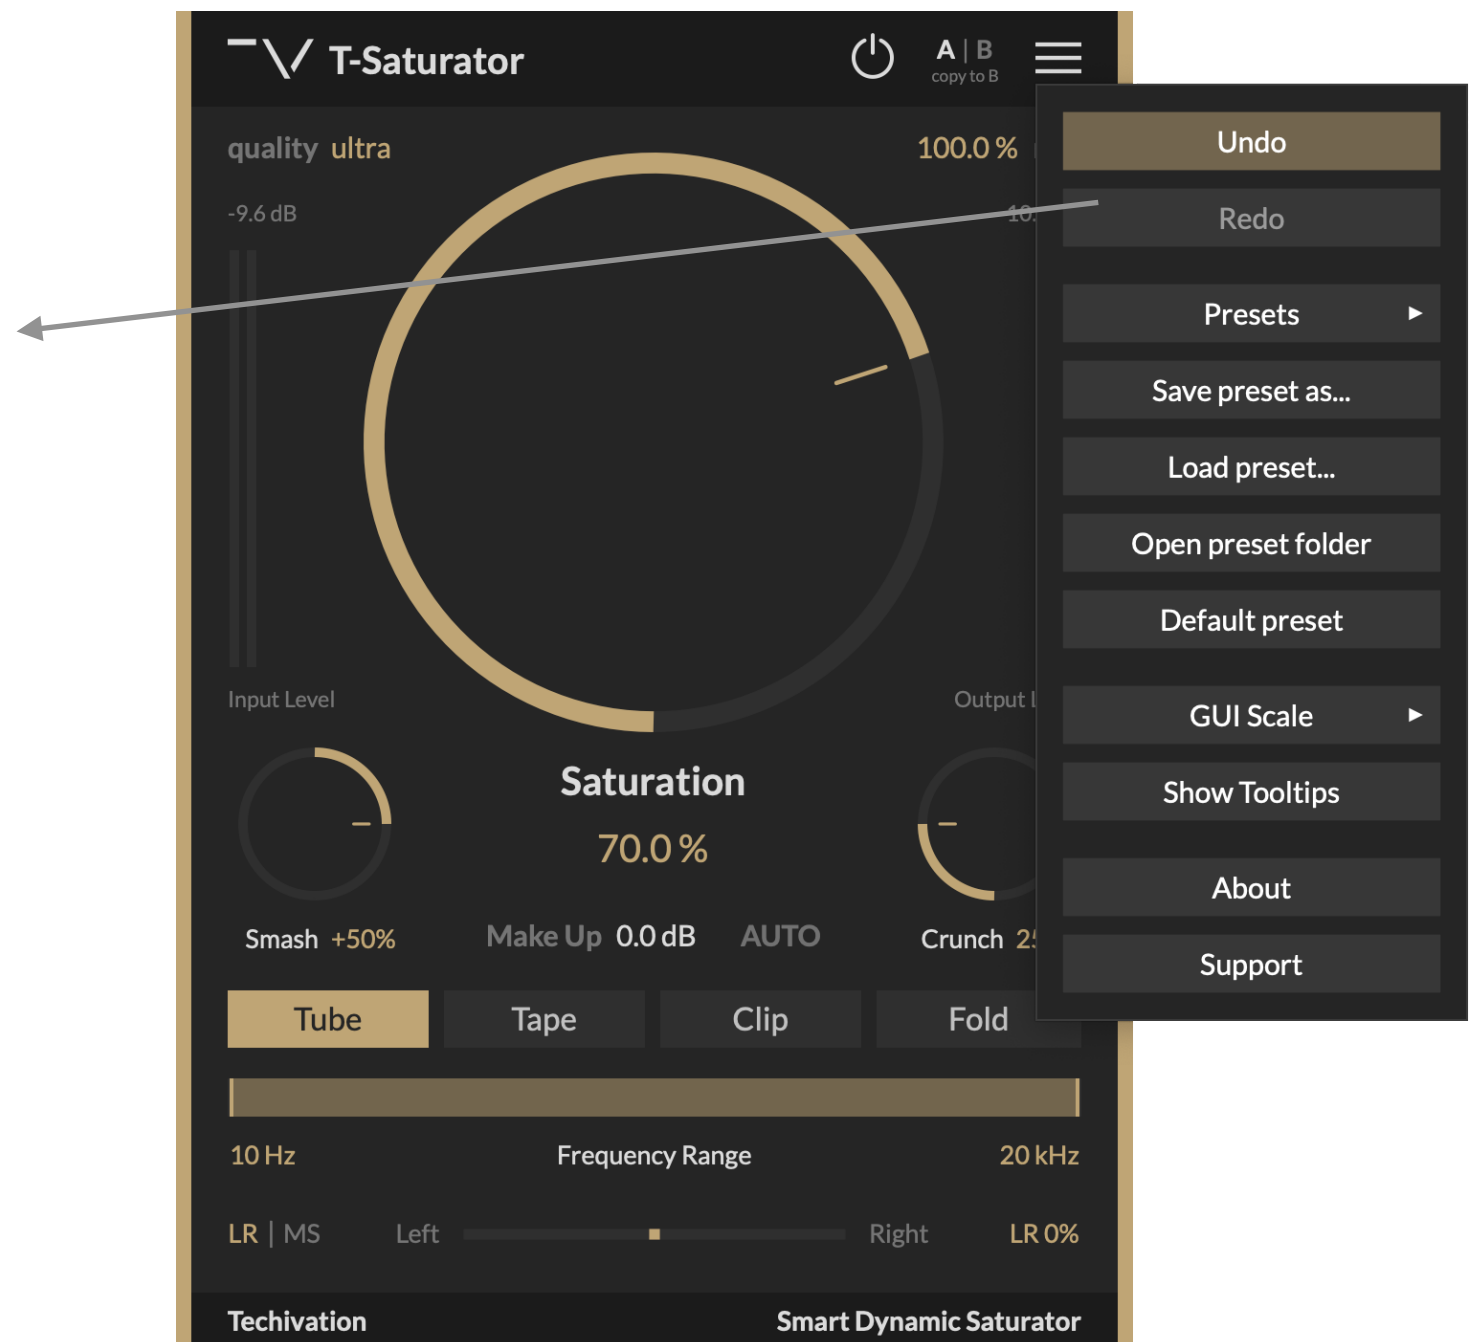 T-Saturator
A | B
copy to B
quality ultra
100.0 %
-9.6 dB
10.
Undo
Redo
Presets
Save preset as...
Load preset...
Open preset folder
Default preset
GUI Scale
Show Tooltips
About
Support
Input Level
Output
Saturation
70.0 %
Smash +50%
Make Up 0.0 dB AUTO
Crunch
Tube
Tape
Clip
Fold
10 Hz
Frequency Range
20 kHz
LR | MS
Left
Right
LR 0%
Techivation
Smart Dynamic Saturator